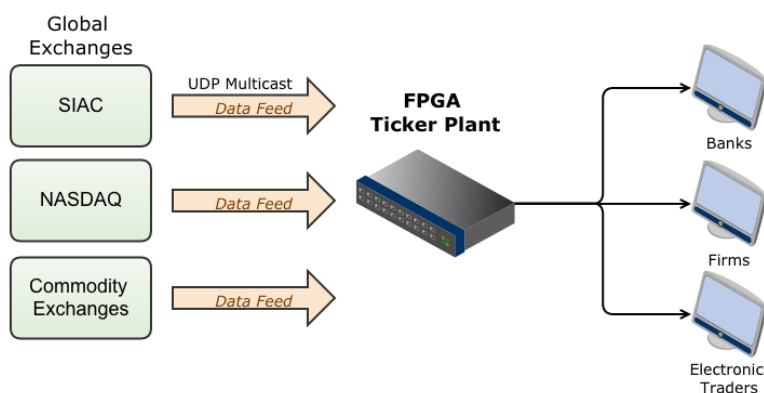 Global
Exchanges
SIAC
UDP Multicast
Data Feed
FPGA
Ticker Plant
Banks
NASDAQ
Data Feed
Firms
Commodity
Exchanges
Data Feed
Electronic
Traders